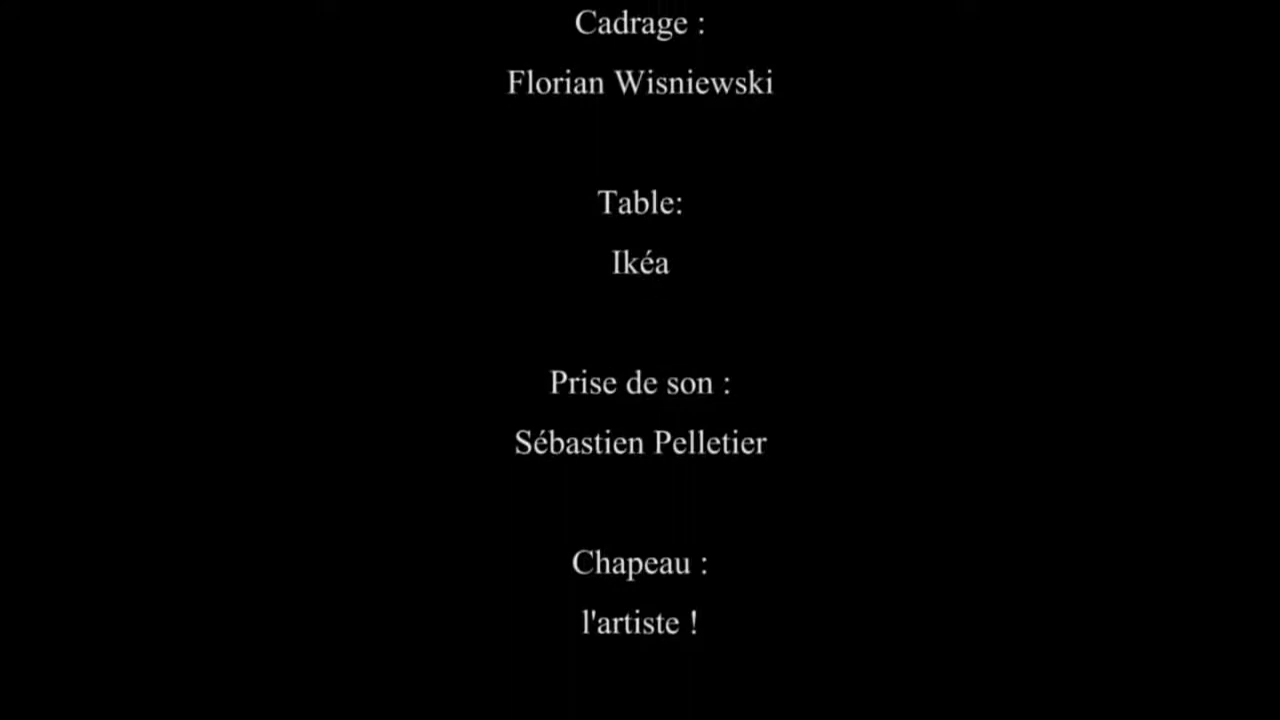 Cadrage :
Florian Wisniewski
Table:
Ikéa
Prise de son :
Sébastien Pelletier
Chapeau :
l'artiste !